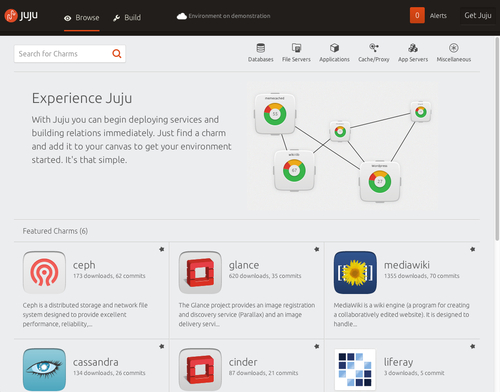 juju Browse Build Environment on demonstration 0 Alerts Get Juju
Search for Charms
Databases File Servers Applications Cache/Proxy App Servers Miscellaneous
Experience Juju
With Juju you can begin deploying services and
building relations immediately. Just find a charm
and add it to your canvas to get your environment
started. It's that simple.
Featured Charms (6)
ceph
173 downloads, 62 commits
Ceph is a distributed storage and network file
system designed to provide excellent
performance, reliability,...
glance
620 downloads, 35 commits
The Glance project provides an image registration
and discovery service (Parallax) and an image
delivery servi...
mediawiki
1355 downloads, 70 commits
MediaWiki is a wiki engine (a program for creating
a collaboratively edited website). It is designed to
handle...
cassandra
134 downloads, 26 commits
cinder
87 downloads, 21 commits
liferay
3 downloads, 5 commit